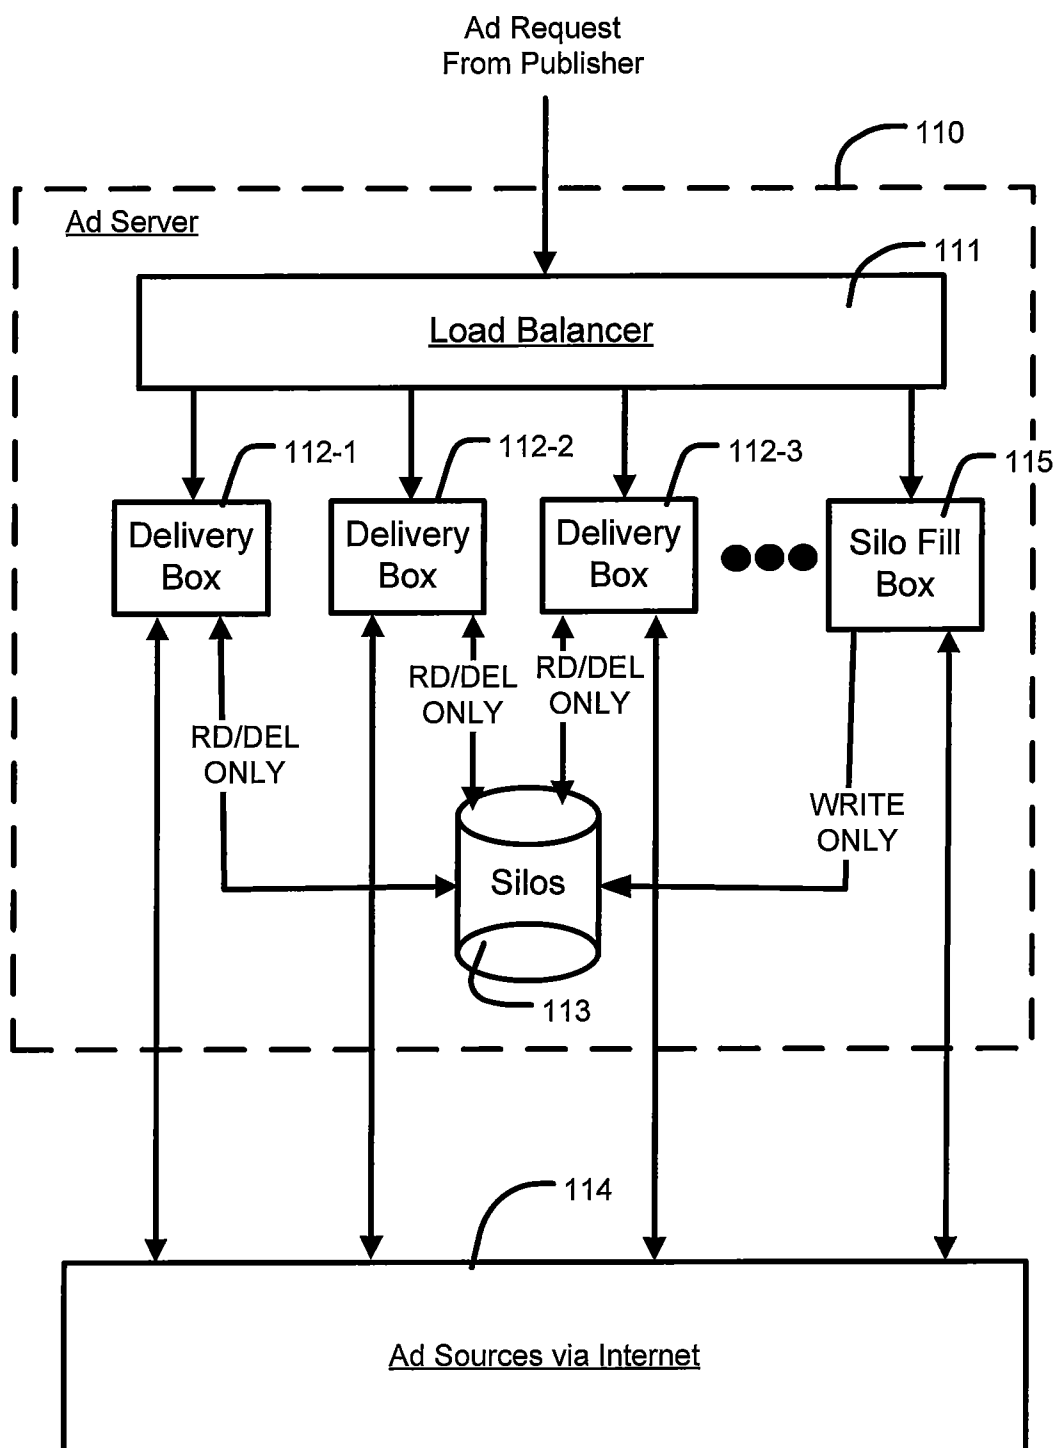 Ad Request
From Publisher
110
Ad Server
111
Load Balancer
112-1
112-2
112-3
115
Delivery
Box
Delivery
Box
Delivery
Box
Silo Fill
Box
RD/DEL
ONLY
RD/DEL
ONLY
RD/DEL
ONLY
WRITE
ONLY
Silos
113
114
Ad Sources via Internet